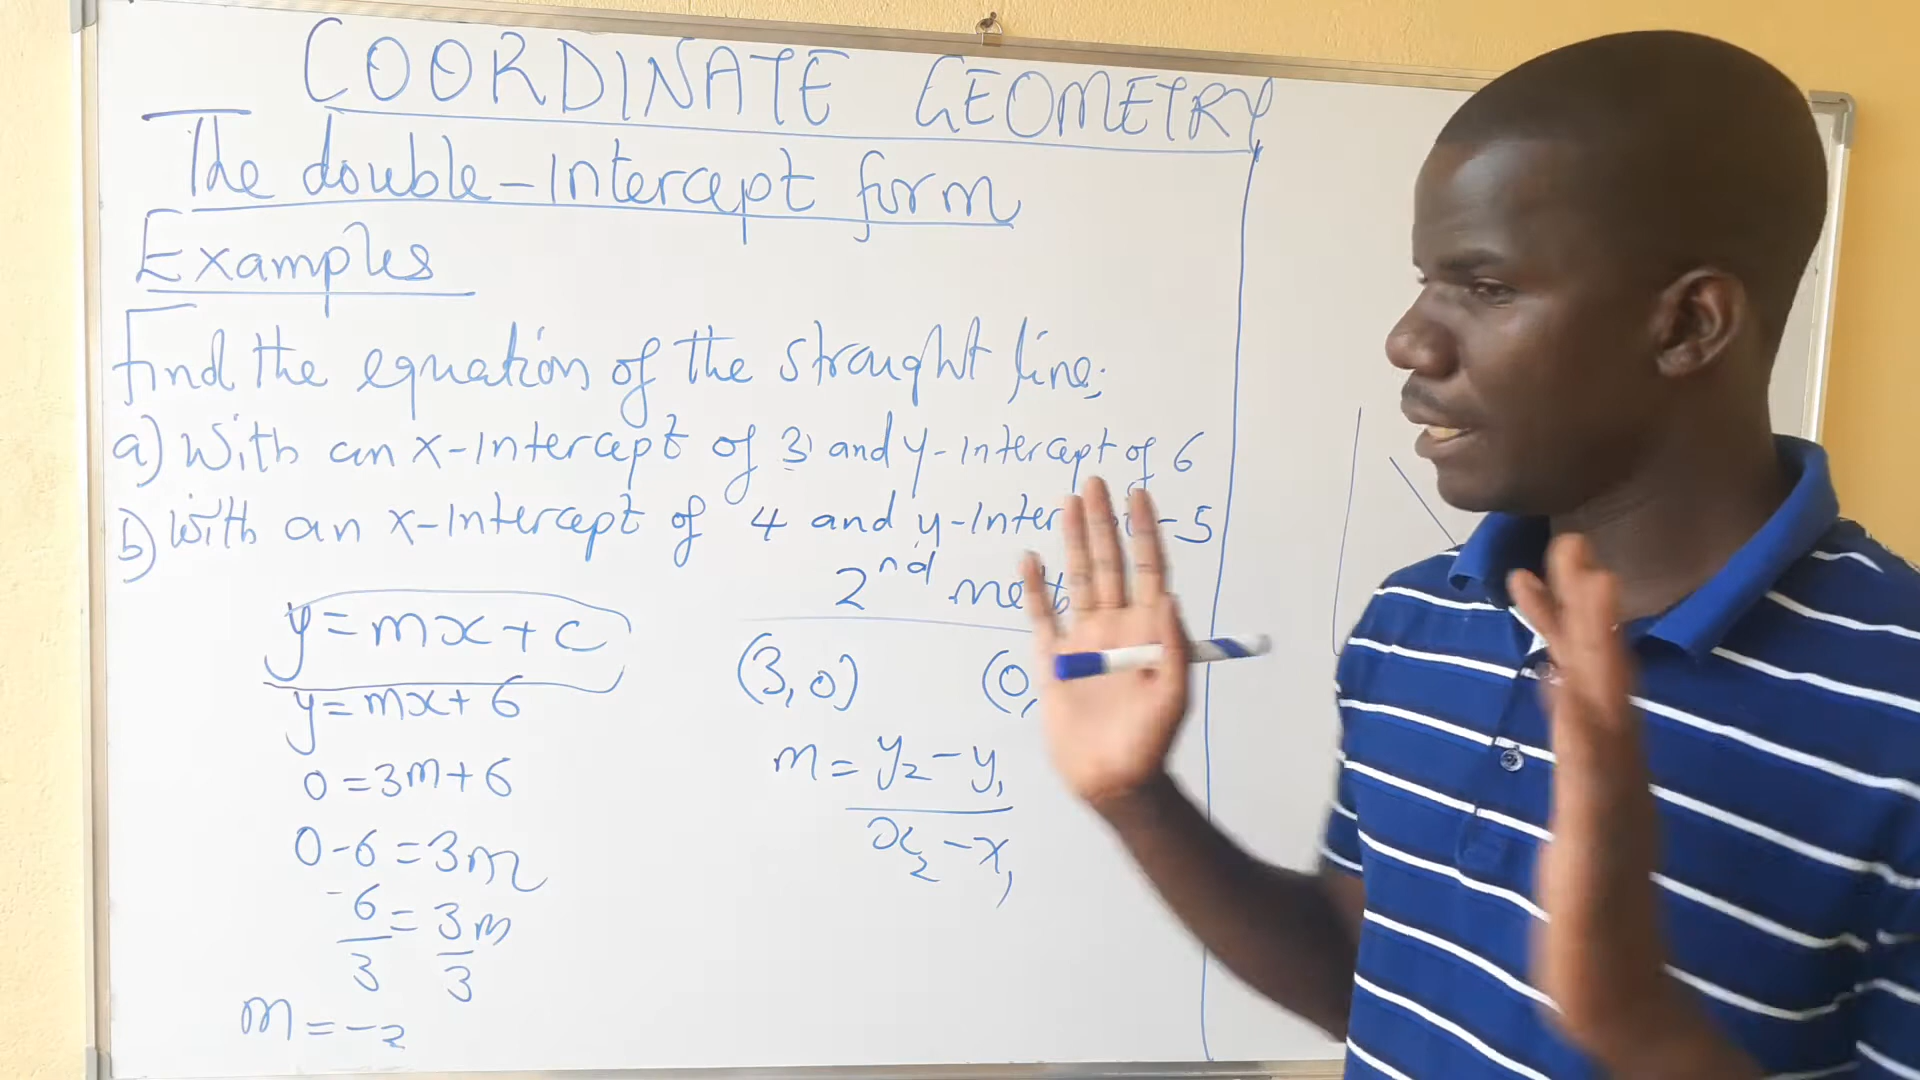 COORDINATE GEOMETRY
The double-intercept form
Examples
Find the equation of the straight line;
a) With an x-intercept of 3 and y-intercept of 6
b) With an x-intercept of 4 and y-intercept -5
y=mx+c
y=mx+6
0=3m+6
0-6=3m
-6/3=3m/3
m=-2
2nd
(3,0) (0,
m=y₂-y₁
x₂-x₁